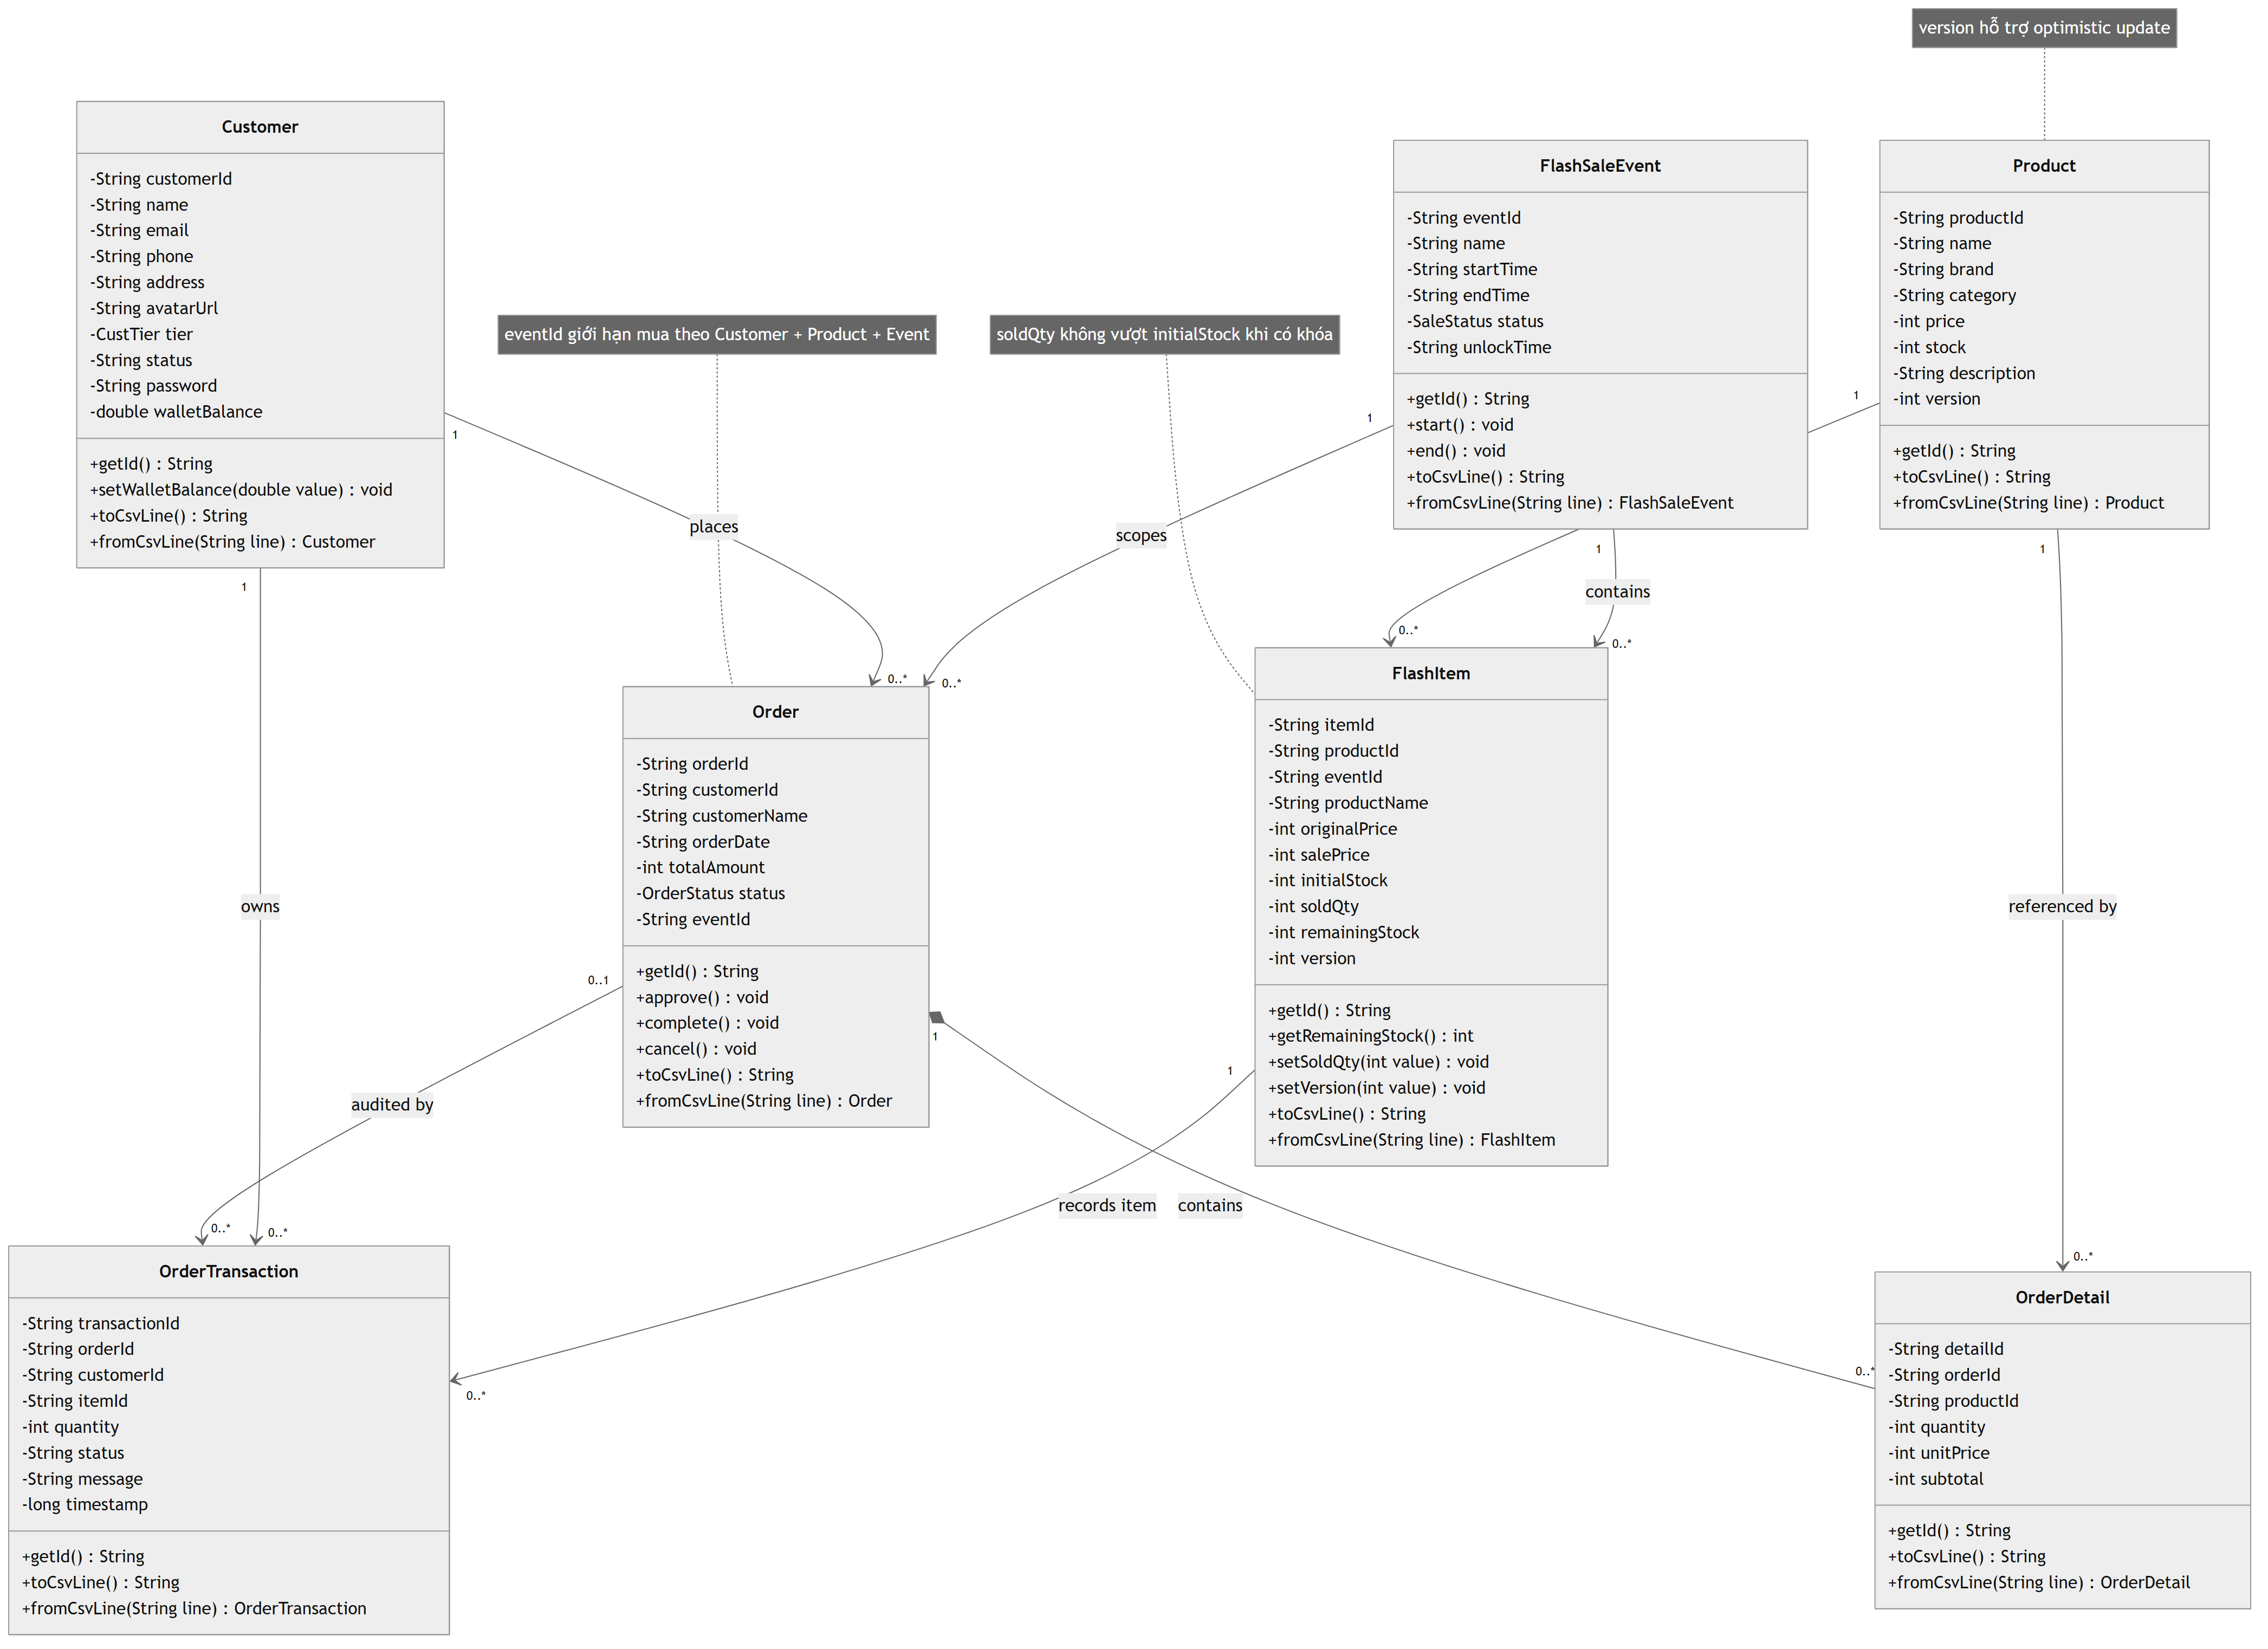 version hỗ trợ optimistic update
Customer
-String customerId
-String name
-String email
-String phone
-String address
-String avatarUrl
-CustTier tier
-String status
-String password
-double walletBalance
+getId() : String
+setWalletBalance(double value) : void
+toCsvLine() : String
+fromCsvLine(String line) : Customer
FlashSaleEvent
-String eventId
-String name
-String startTime
-String endTime
-SaleStatus status
-String unlockTime
+getId() : String
+start() : void
+end() : void
+toCsvLine() : String
+fromCsvLine(String line) : FlashSaleEvent
Product
-String productId
-String name
-String brand
-String category
-int price
-int stock
-String description
-int version
+getId() : String
+toCsvLine() : String
+fromCsvLine(String line) : Product
eventId giới hạn mua theo Customer + Product + Event
soldQty không vượt initialStock khi có khóa
1
1
1
places
scopes
1
1
1
contains
0..*
0..*
0..*
0..*
Order
-String orderId
-String customerId
-String customerName
-String orderDate
-int totalAmount
-OrderStatus status
-String eventId
+getId() : String
+approve() : void
+complete() : void
+cancel() : void
+toCsvLine() : String
+fromCsvLine(String line) : Order
FlashItem
-String itemId
-String productId
-String eventId
-String productName
-int originalPrice
-int salePrice
-int initialStock
-int soldQty
-int remainingStock
-int version
+getId() : String
+getRemainingStock() : int
+setSoldQty(int value) : void
+setVersion(int value) : void
+toCsvLine() : String
+fromCsvLine(String line) : FlashItem
owns
referenced by
0..1
1
1
audited by
records item
contains
0..*
0..*
0..*
0..*
0..*
OrderTransaction
-String transactionId
-String orderId
-String customerId
-String itemId
-int quantity
-String status
-String message
-long timestamp
+getId() : String
+toCsvLine() : String
+fromCsvLine(String line) : OrderTransaction
OrderDetail
-String detailId
-String orderId
-String productId
-int quantity
-int unitPrice
-int subtotal
+getId() : String
+toCsvLine() : String
+fromCsvLine(String line) : OrderDetail